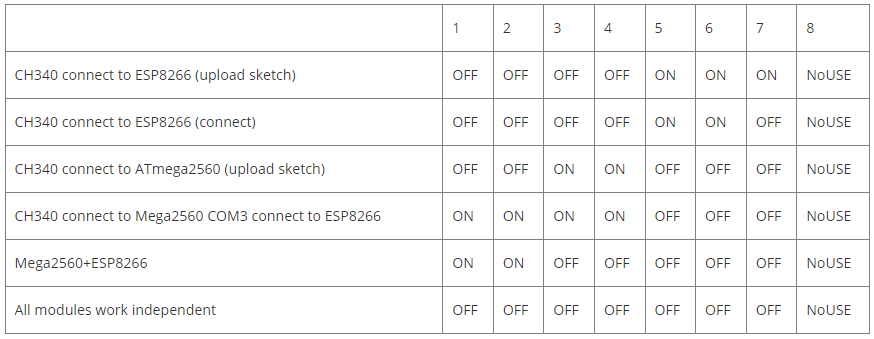 1 2 3 4 5 6 7 8
CH340 connect to ESP8266 (upload sketch) OFF OFF OFF OFF ON ON ON NoUSE
CH340 connect to ESP8266 (connect) OFF OFF OFF OFF ON ON OFF NoUSE
CH340 connect to ATmega2560 (upload sketch) OFF OFF ON ON OFF OFF OFF NoUSE
CH340 connect to Mega2560 COM3 connect to ESP8266 ON ON ON ON OFF OFF OFF NoUSE
Mega2560+ESP8266 ON ON OFF OFF OFF OFF OFF NoUSE
All modules work independent OFF OFF OFF OFF OFF OFF OFF NoUSE